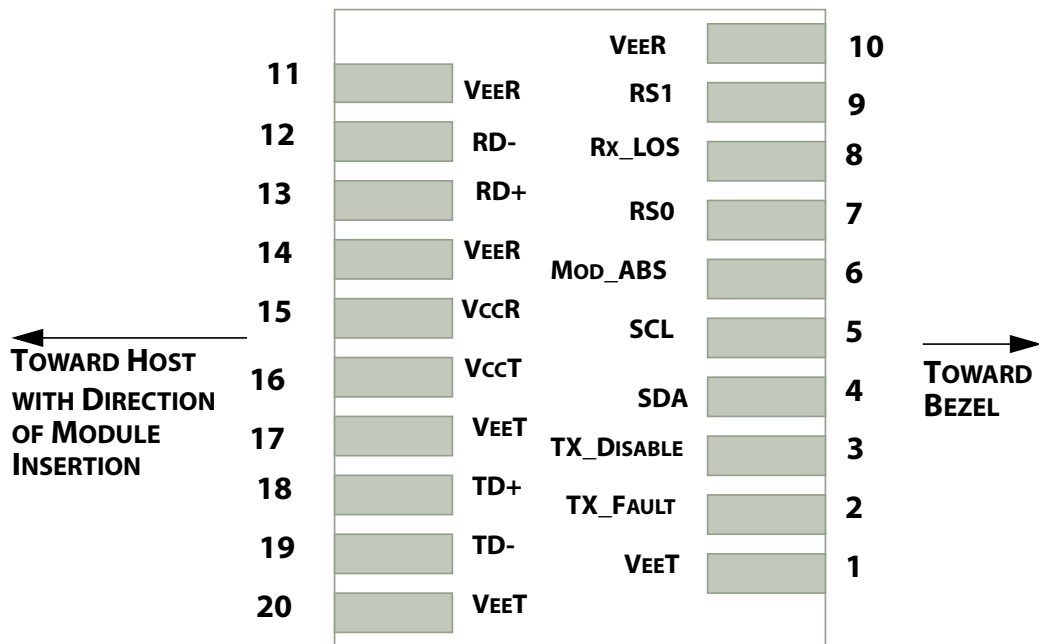 VEER 10
11 VEER
RS1 9
12 RD-
Rx_LOS 8
13 RD+
RS0 7
14 VEER
MOD_ABS 6
15 VCCR
SCL 5
TOWARD HOST
WITH DIRECTION
OF MODULE
INSERTION
16 VCCT
SDA 4
TOWARD
BEZEL
17 VEET
TX_DISABLE 3
18 TD+
TX_FAULT 2
19 TD-
VEET 1
20 VEET